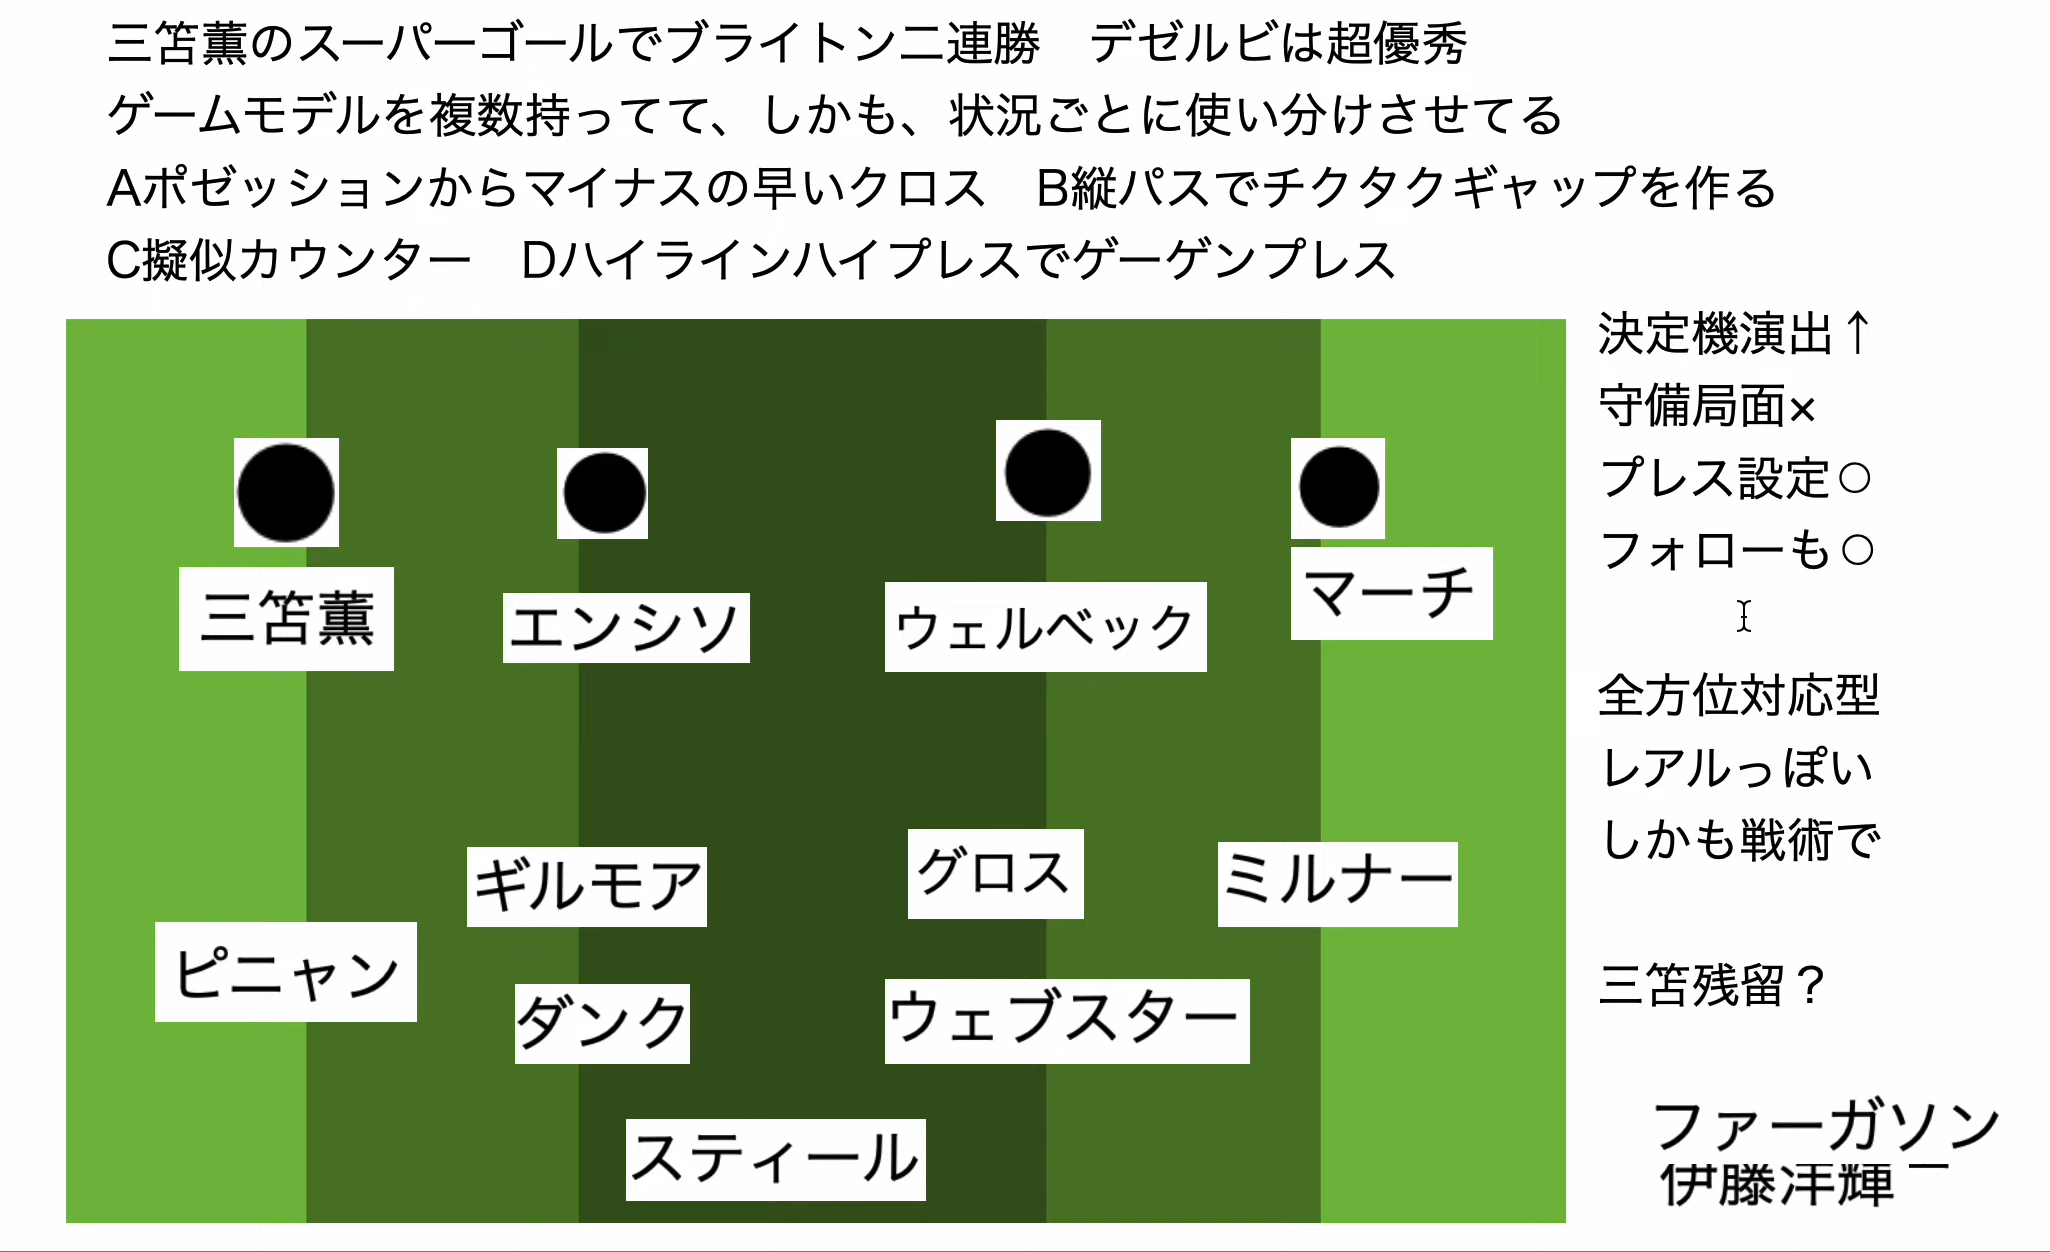 三笘薫のスーパーゴールでブライトン二連勝　デゼルビは超優秀
ゲームモデルを複数持ってて、しかも、状況ごとに使い分けさせてる
Aポゼッションからマイナスの早いクロス　B縦パスでチクタクギャップを作る
C擬似カウンター　Dハイラインハイプレスでゲーゲンプレス
決定機演出↑
守備局面×
プレス設定○
フォローも○
全方位対応型
レアルっぽい
しかも戦術で
三笘残留？
三笘薫
エンシソ
ウェルベック
マーチ
ギルモア
グロス
ミルナー
ピニャン
ダンク
ウェブスター
スティール
ファーガソン
伊藤洋輝